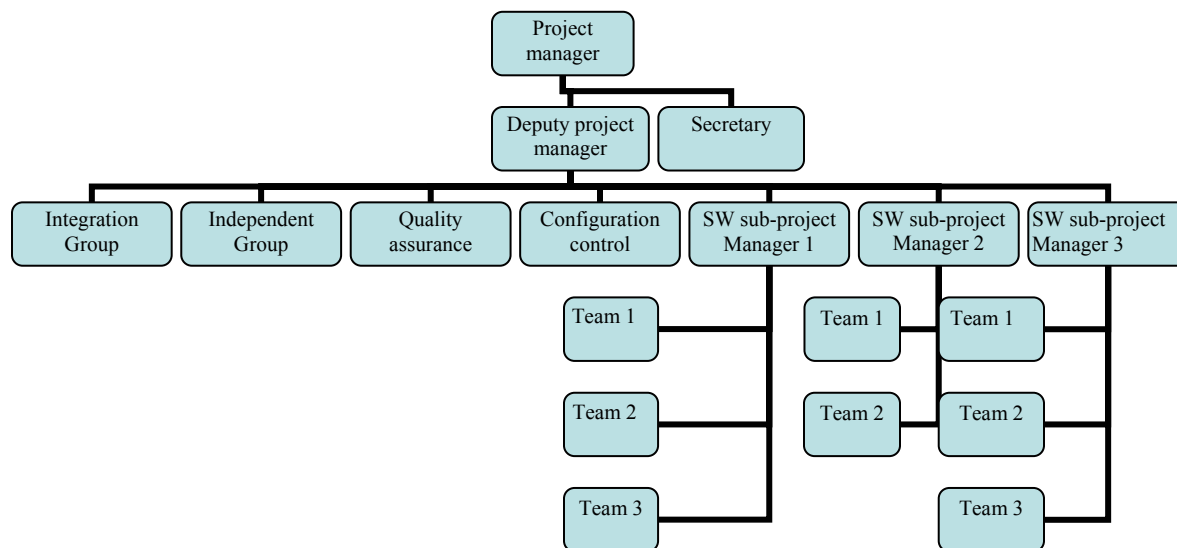 Project
manager
Deputy project
manager
Secretary
Integration
Group
Independent
Group
Quality
assurance
Configuration
control
SW sub-project
Manager 1
SW sub-project
Manager 2
SW sub-project
Manager 3
Team 1
Team 1
Team 1
Team 2
Team 2
Team 2
Team 3
Team 3